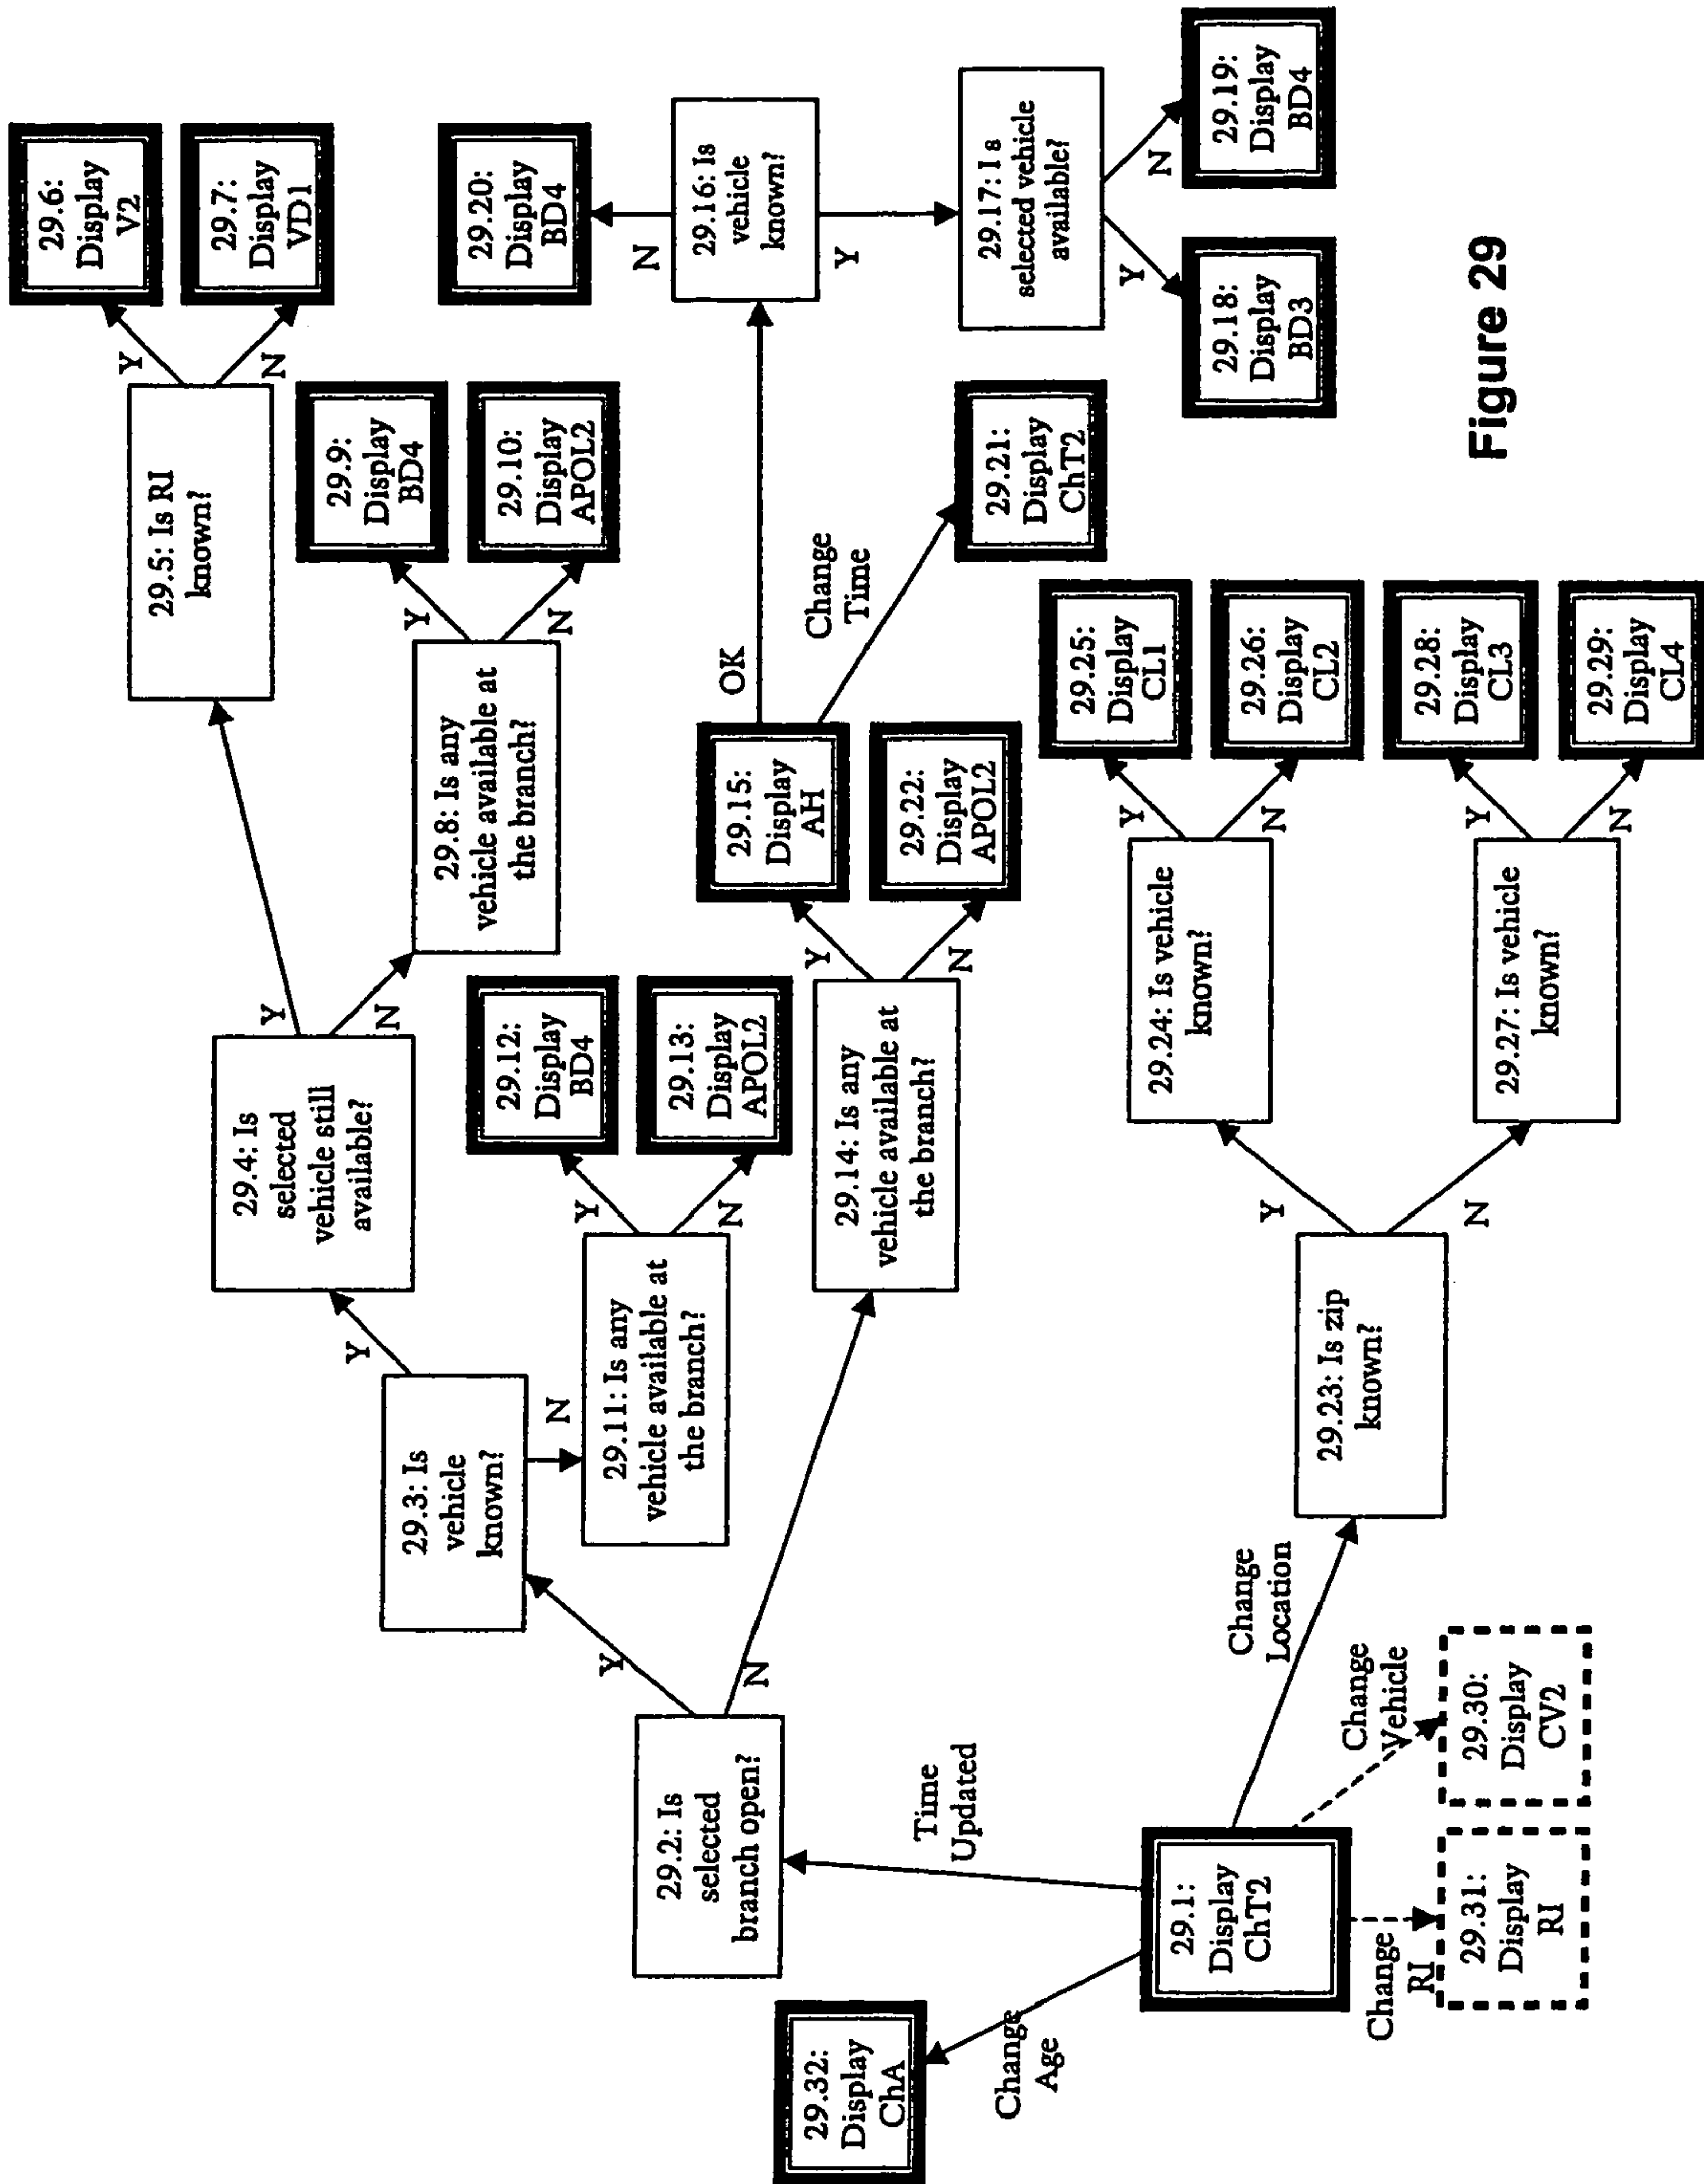 29.32:
Display
ChA
Change
Age
29.1:
Display
ChT2
Change
RI
29.31:
Display
RI
Change
Vehicle
29.30:
Display
CV2
Time
Updated
Change
Location
29.2: Is
selected
branch open?
Y
N
29.3: Is
vehicle
known?
Y
N
29.4: Is
selected
vehicle still
available?
Y
N
29.5: Is RI
known?
Y
N
29.6:
Display
V2
29.7:
Display
VD1
29.8: Is any
vehicle available at
the branch?
Y
N
29.9:
Display
BD4
29.10:
Display
APOL2
29.11: Is any
vehicle available at
the branch?
Y
N
29.12:
Display
BD4
29.13:
Display
APOL2
29.14: Is any
vehicle available at
the branch?
Y
N
29.15:
Display
AH
29.22:
Display
APOL2
OK
Change
Time
29.21:
Display
ChT2
29.16: Is
vehicle
known?
N
Y
29.20:
Display
BD4
29.17: Is
selected vehicle
available?
Y
N
29.18:
Display
BD3
29.19:
Display
BD4
29.23: Is zip
known?
Y
N
29.24: Is vehicle
known?
Y
N
29.25:
Display
CL1
29.26:
Display
CL2
29.27: Is vehicle
known?
Y
N
29.28:
Display
CL3
29.29:
Display
CL4
Figure 29